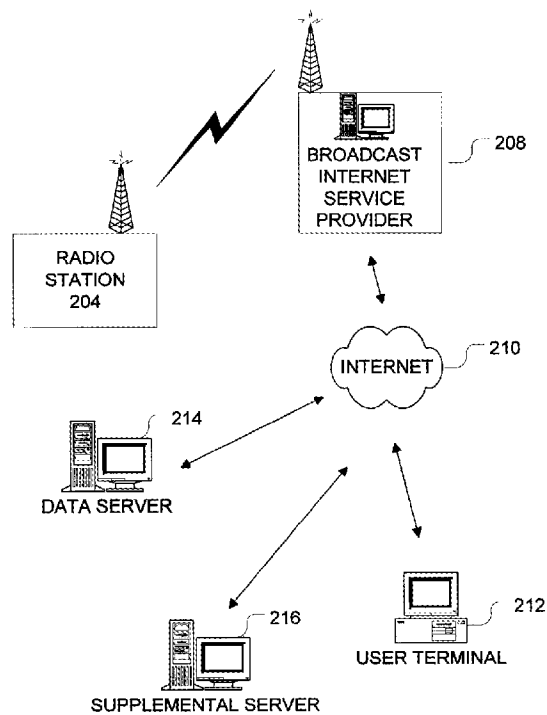 BROADCAST
INTERNET
SERVICE
PROVIDER
208
RADIO
STATION
204
INTERNET
210
214
DATA SERVER
216
SUPPLEMENTAL SERVER
212
USER TERMINAL